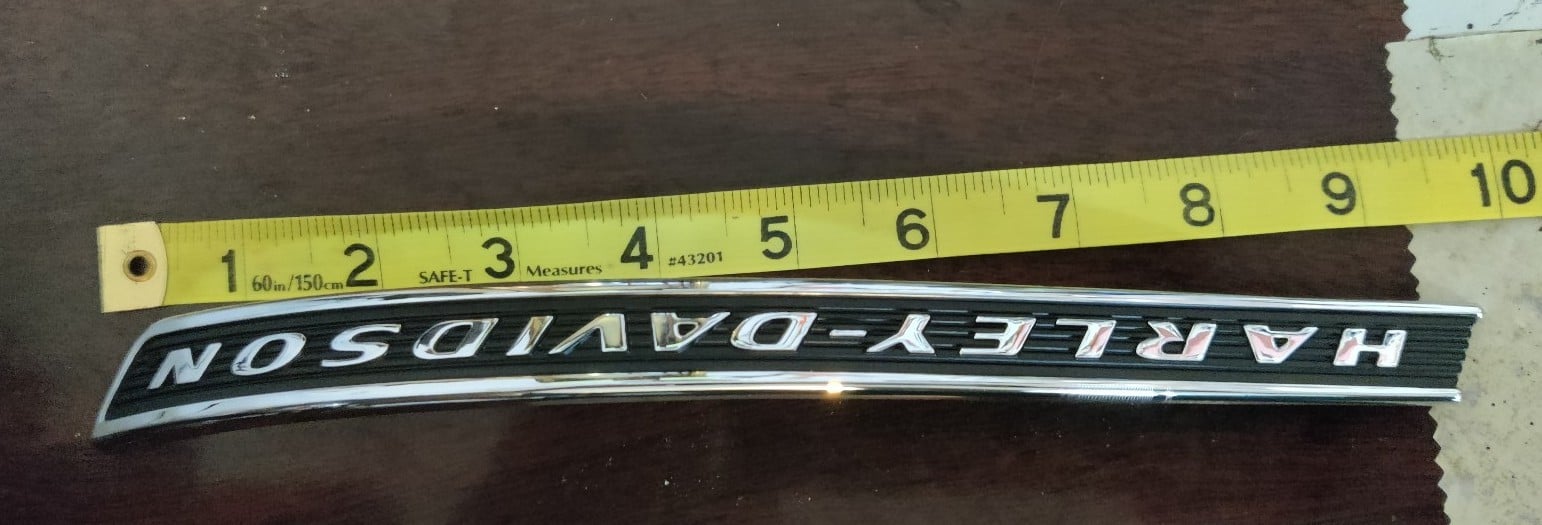 1 2 3 4 5 6 7 8 9 10
60in/150cm SAFE-T Measures #43201
HARLEY-DAVIDSON